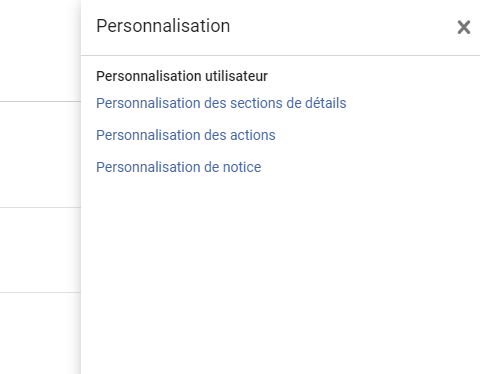 Personnalisation
Personnalisation utilisateur
Personnalisation des sections de détails
Personnalisation des actions
Personnalisation de notice